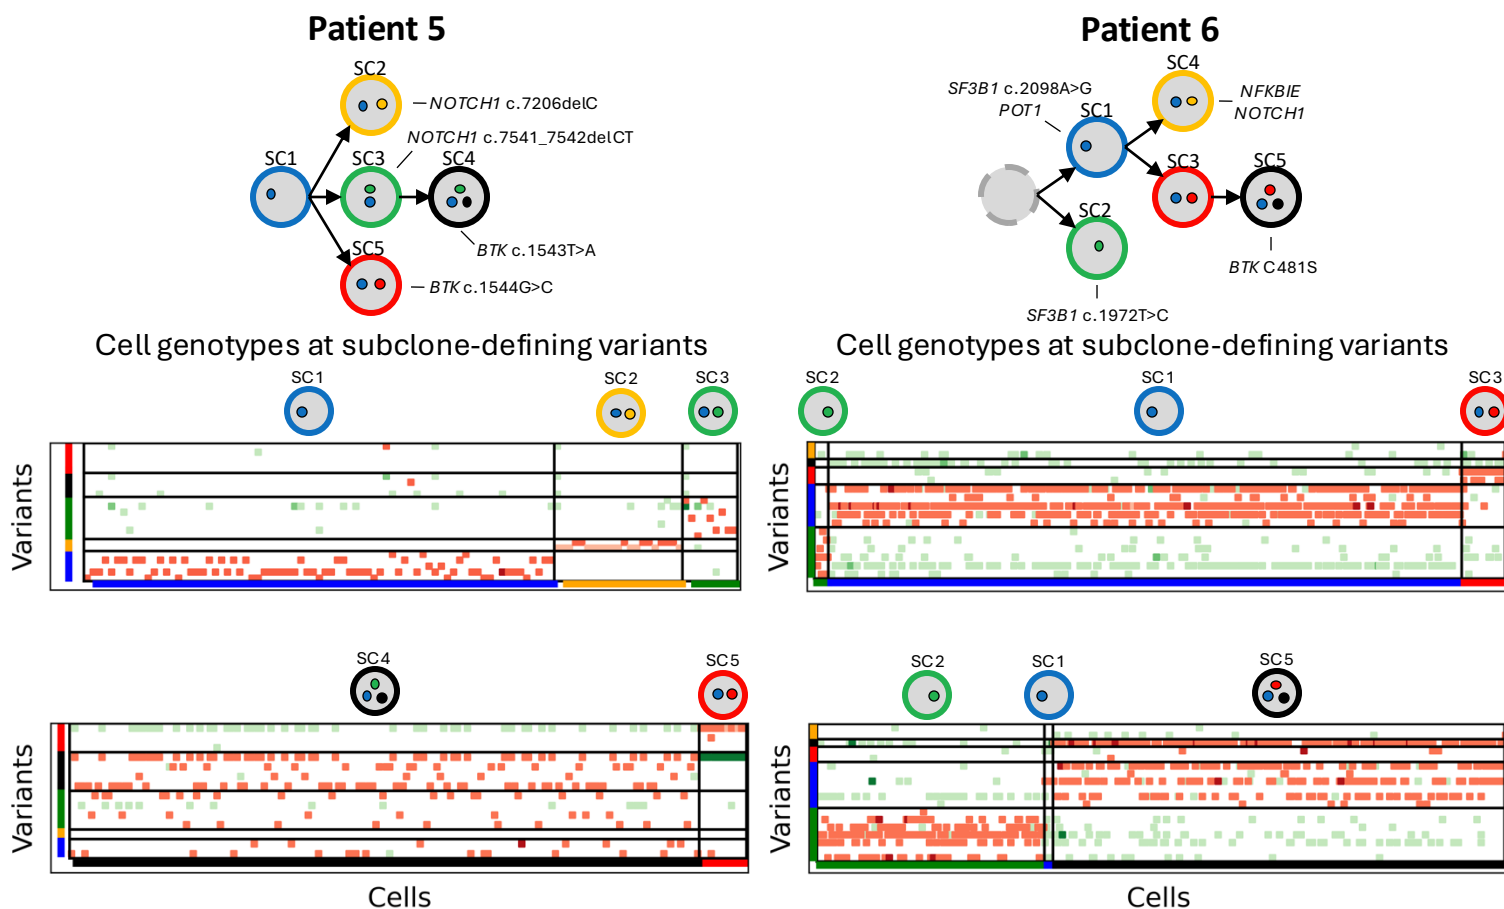 Patient 5
SC2
NOTCH1 c.7206delC
NOTCH1 c.7541_7542delCT
SC1
SC3
SC4
SC5
BTK c.1543T>A
BTK c.1544G>C
Cell genotypes at subclone-defining variants
SC1
SC2
SC3
Variants
SC4
SC5
Variants
Cells
Patient 6
SC4
SF3B1 c.2098A>G
POT1
SC1
NFKBIE
NOTCH1
SC3
SC5
SC2
BTK C481S
SF3B1 c.1972T>C
Cell genotypes at subclone-defining variants
SC2
SC1
SC3
Variants
SC2
SC1
SC5
Variants
Cells